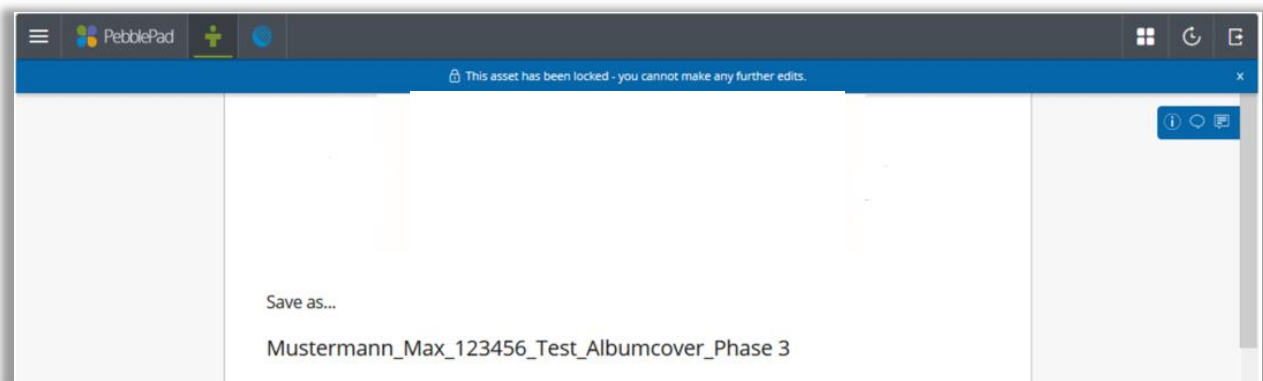 PebblePad
This asset has been locked - you cannot make any further edits.
x
Save as...
Mustermann_Max_123456_Test_Albumcover_Phase 3